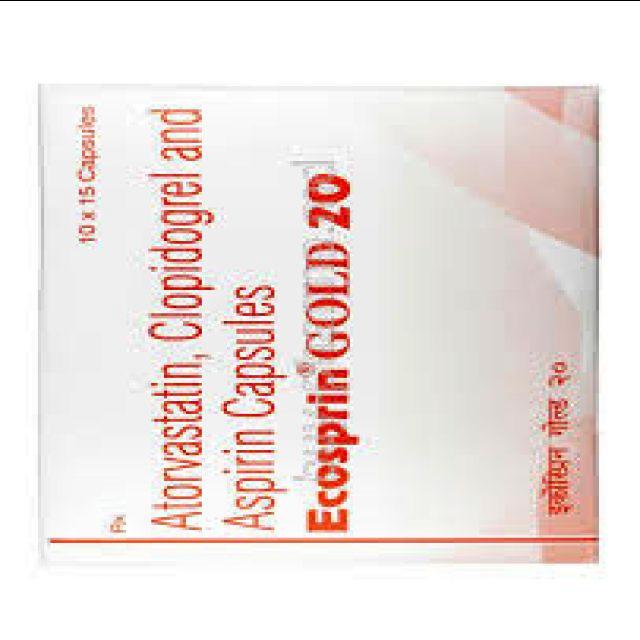 10 x 15 Capsules
Rx
Atorvastatin, Clopidogrel and
Aspirin Capsules
Ecosprin® GOLD 20
इकोस्प्रिन गोल्ड २०